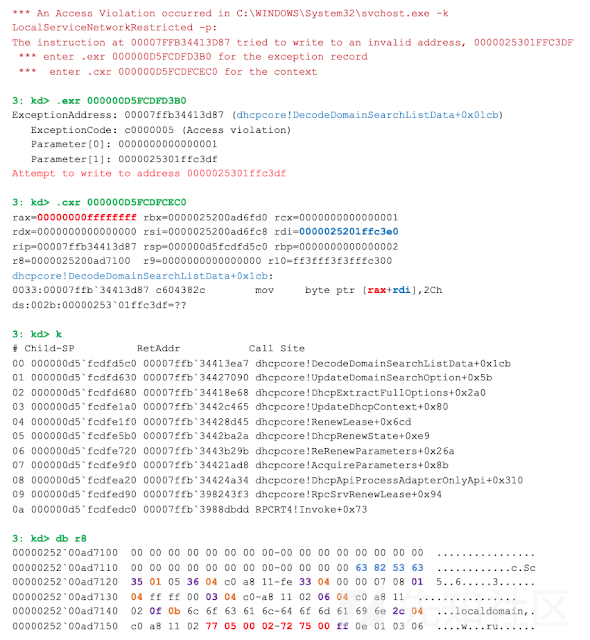 *** An Access Violation occurred in C:\WINDOWS\System32\svchost.exe -k
LocalServiceNetworkRestricted -p:
The instruction at 00007FFB34413D87 tried to write to an invalid address, 0000025301FFC3DF
*** enter .exr 000000D5FCDFD3B0 for the exception record
*** enter .cxr 000000D5FCDFCEC0 for the context
3: kd> .exr 000000D5FCDFD3B0
ExceptionAddress: 00007ffb34413d87 (dhcpcore!DecodeDomainSearchListData+0x01cb)
ExceptionCode: c0000005 (Access violation)
Parameter[0]: 0000000000000001
Parameter[1]: 0000025301ffc3df
Attempt to write to address 0000025301ffc3df
3: kd> .cxr 000000D5FCDFCEC0
rax=00000000ffffffff rbx=0000025200ad6fd0 rcx=0000000000000001
rdx=0000000000000000 rsi=0000025200ad6fc8 rdi=0000025201ffc3e0
rip=00007ffb34413d87 rsp=000000d5fcdfd5c0 rbp=0000000000000002
r8=0000025200ad7100 r9=0000000000000000 r10=ff3fff3f3fffc300
dhcpcore!DecodeDomainSearchListData+0x1cb:
0033:00007ffb`34413d87 c604382c mov byte ptr [rax+rdi],2Ch
ds:002b:00000253`01ffc3df=??
3: kd> k
# Child-SP RetAddr Call Site
00 000000d5`fcdfd5c0 00007ffb`34413ea7 dhcpcore!DecodeDomainSearchListData+0x1cb
01 000000d5`fcdfd630 00007ffb`34427090 dhcpcore!UpdateDomainSearchOption+0x5b
02 000000d5`fcdfd680 00007ffb`34418e68 dhcpcore!DhcpExtractFullOptions+0x2a0
03 000000d5`fcdfe1a0 00007ffb`3442c465 dhcpcore!UpdateDhcpContext+0x80
04 000000d5`fcdfe1f0 00007ffb`34428d45 dhcpcore!RenewLease+0x6cd
05 000000d5`fcdfe5b0 00007ffb`3442ba2a dhcpcore!DhcpRenewState+0xe9
06 000000d5`fcdfe720 00007ffb`3443b29b dhcpcore!ReRenewParameters+0x26a
07 000000d5`fcdfe9f0 00007ffb`34421ad8 dhcpcore!AcquireParameters+0x8b
08 000000d5`fcdfea20 00007ffb`34424a34 dhcpcore!DhcpApiProcessAdapterOnlyApi+0x310
09 000000d5`fcdfed90 00007ffb`398243f3 dhcpcore!RpcSrvRenewLease+0x94
0a 000000d5`fcdfedc0 00007ffb`3988dbdd RPCRT4!Invoke+0x73
3: kd> db r8
00000252`00ad7100 00 00 00 00 00 00 00 00-00 00 00 00 00 00 00 00 ................
00000252`00ad7110 00 00 00 00 00 00 00 00-00 00 00 00 63 82 53 63 ............c.Sc
00000252`00ad7120 35 01 05 36 04 c0 a8 11-fe 33 04 00 00 07 08 01 5..6.....3......
00000252`00ad7130 04 ff ff 00 03 04 c0 a8 11 02 06 04 c0 a8 11 ..............
00000252`00ad7140 02 0f 0b 6c 6f 63 61 6c-64 6f 6d 61 69 6e 2c 04 ...localdomain,.
00000252`00ad7150 c0 a8 11 02 77 05 00 02-72 75 00 ff 0e 01 03 06 ....w...ru......